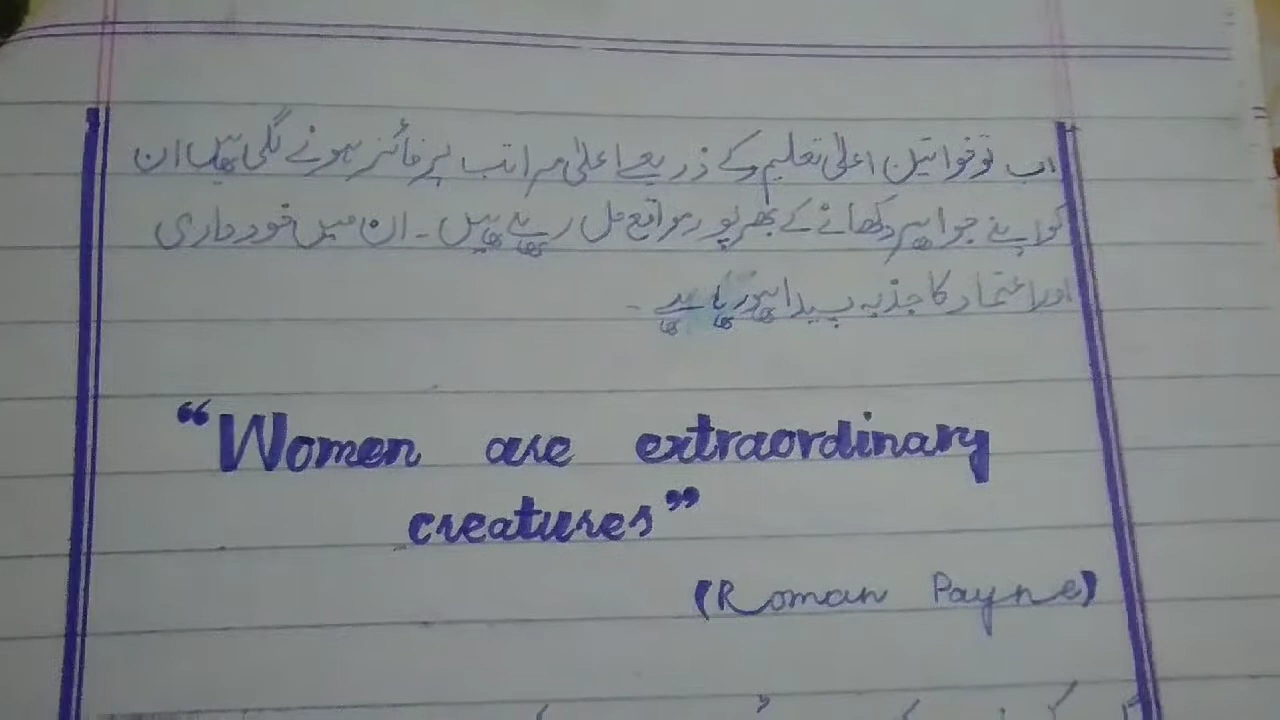 اب تو خواتین اعلیٰ تعلیم کے ذریعے اعلیٰ مراتب پر فائز ہونے لگی ہیں ان
کو اپنے جواہر دکھانے کے بھرپور مواقع مل رہے ہیں۔ ان میں خودداری
اور اعتماد کا جذبہ پیدا ہو رہا ہے۔
“Women are extraordinary
creatures”
(Roman Payne)